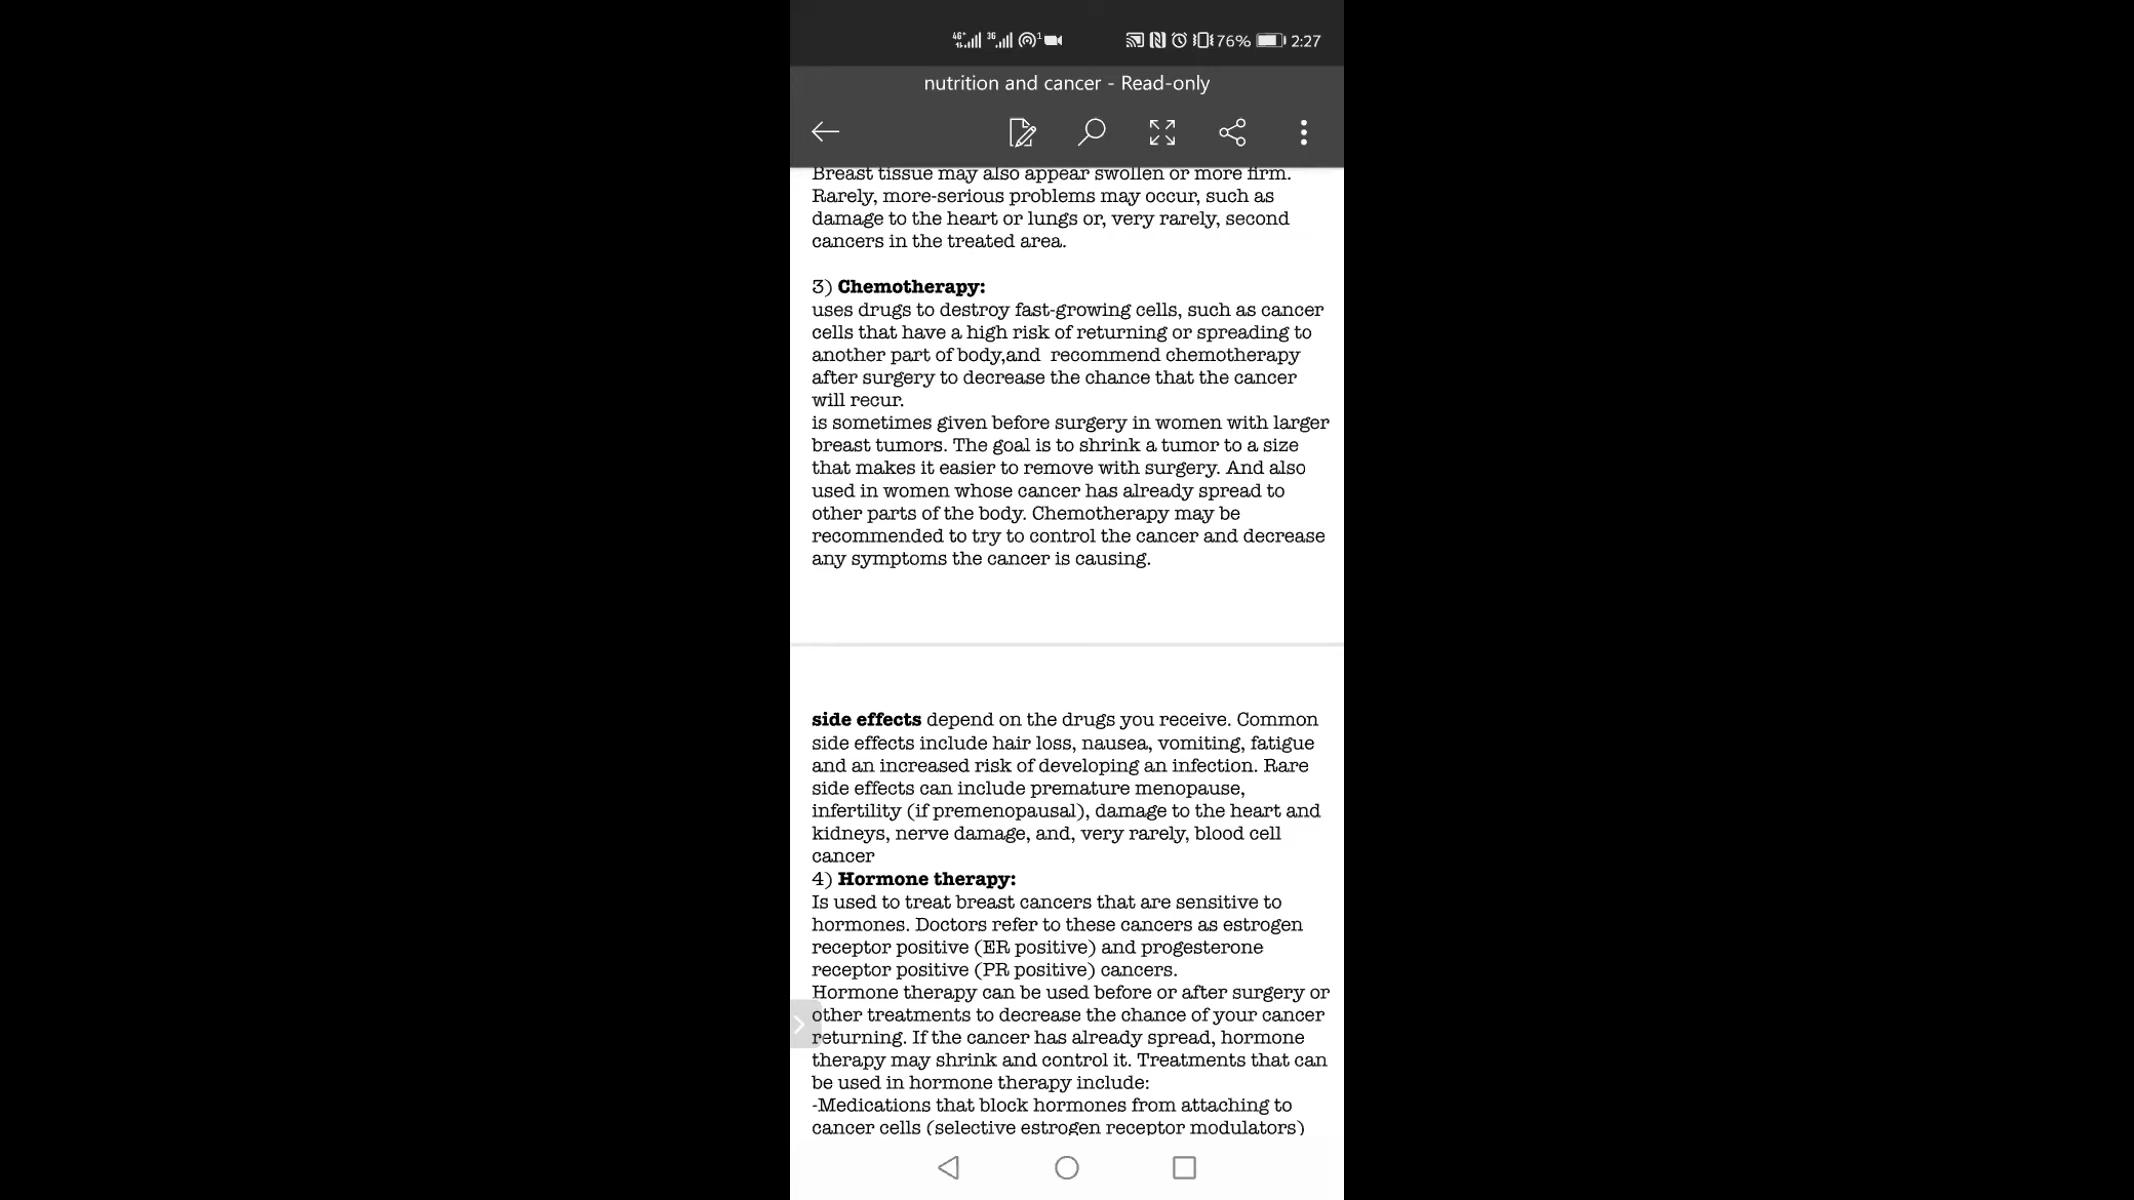 4G+ 3G 1 76% 2:27
nutrition and cancer - Read-only
Breast tissue may also appear swollen or more firm.
Rarely, more-serious problems may occur, such as
damage to the heart or lungs or, very rarely, second
cancers in the treated area.
3) Chemotherapy:
uses drugs to destroy fast-growing cells, such as cancer
cells that have a high risk of returning or spreading to
another part of body,and  recommend chemotherapy
after surgery to decrease the chance that the cancer
will recur.
is sometimes given before surgery in women with larger
breast tumors. The goal is to shrink a tumor to a size
that makes it easier to remove with surgery. And also
used in women whose cancer has already spread to
other parts of the body. Chemotherapy may be
recommended to try to control the cancer and decrease
any symptoms the cancer is causing.
side effects depend on the drugs you receive. Common
side effects include hair loss, nausea, vomiting, fatigue
and an increased risk of developing an infection. Rare
side effects can include premature menopause,
infertility (if premenopausal), damage to the heart and
kidneys, nerve damage, and, very rarely, blood cell
cancer
4) Hormone therapy:
Is used to treat breast cancers that are sensitive to
hormones. Doctors refer to these cancers as estrogen
receptor positive (ER positive) and progesterone
receptor positive (PR positive) cancers.
Hormone therapy can be used before or after surgery or
other treatments to decrease the chance of your cancer
returning. If the cancer has already spread, hormone
therapy may shrink and control it. Treatments that can
be used in hormone therapy include:
-Medications that block hormones from attaching to
cancer cells (selective estrogen receptor modulators)